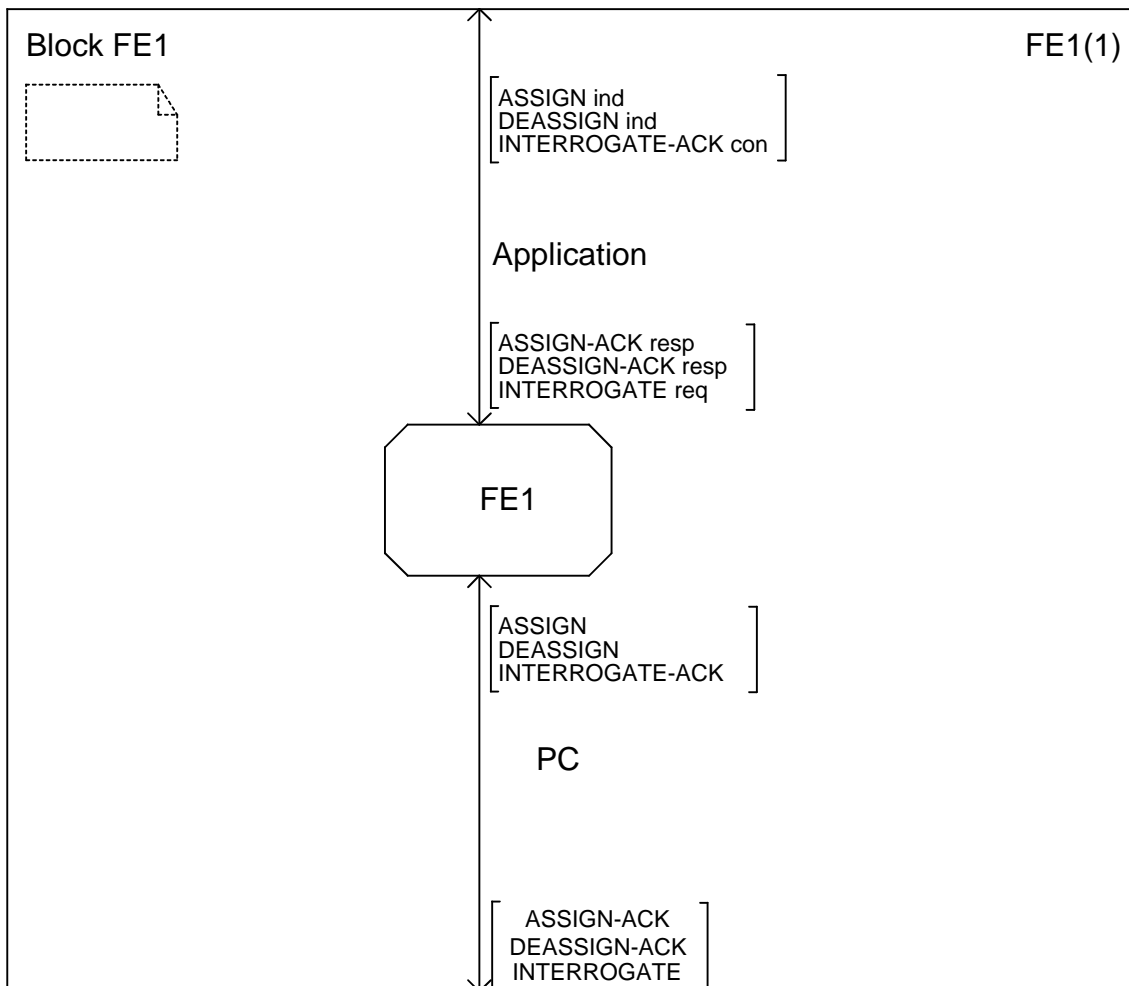 Block FE1
FE1(1)
ASSIGN ind
DEASSIGN ind
INTERROGATE-ACK con
Application
ASSIGN-ACK resp
DEASSIGN-ACK resp
INTERROGATE req
FE1
ASSIGN
DEASSIGN
INTERROGATE-ACK
PC
ASSIGN-ACK
DEASSIGN-ACK
INTERROGATE